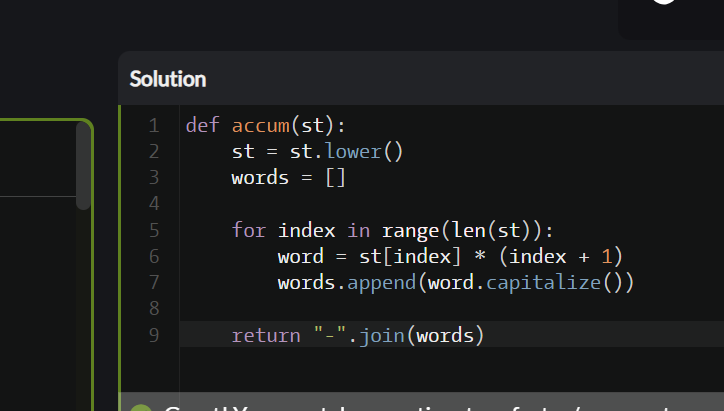 Solution
1 def accum(st):
2     st = st.lower()
3     words = []
4
5     for index in range(len(st)):
6         word = st[index] * (index + 1)
7         words.append(word.capitalize())
8
9     return "-".join(words)